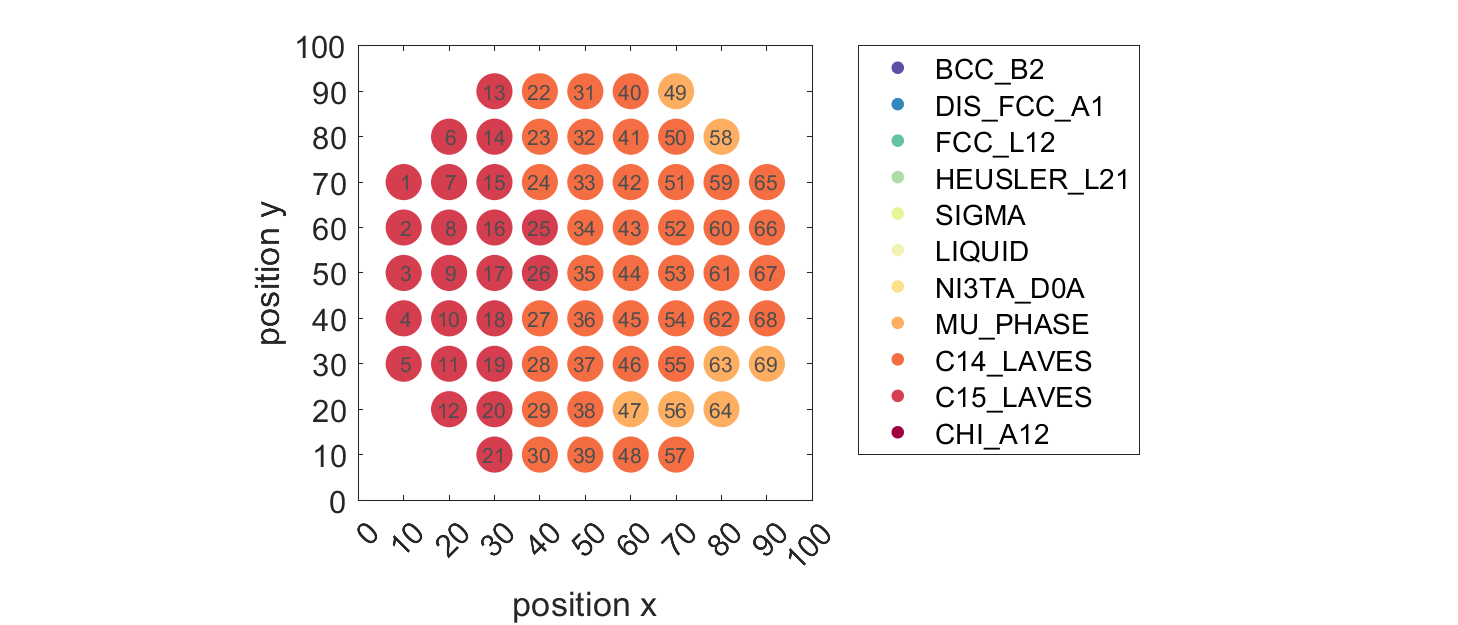 100
90 13 22 31 40 49
80 6 14 23 32 41 50 58
70 1 7 15 24 33 42 51 59 65
60 2 8 16 25 34 43 52 60 66
50 3 9 17 26 35 44 53 61 67
40 4 10 18 27 36 45 54 62 68
30 5 11 19 28 37 46 55 63 69
20 12 20 29 38 47 56 64
10 21 30 39 48 57
0
0 10 20 30 40 50 60 70 80 90 100
position x
position y
BCC_B2
DIS_FCC_A1
FCC_L12
HEUSLER_L21
SIGMA
LIQUID
NI3TA_D0A
MU_PHASE
C14_LAVES
C15_LAVES
CHI_A12